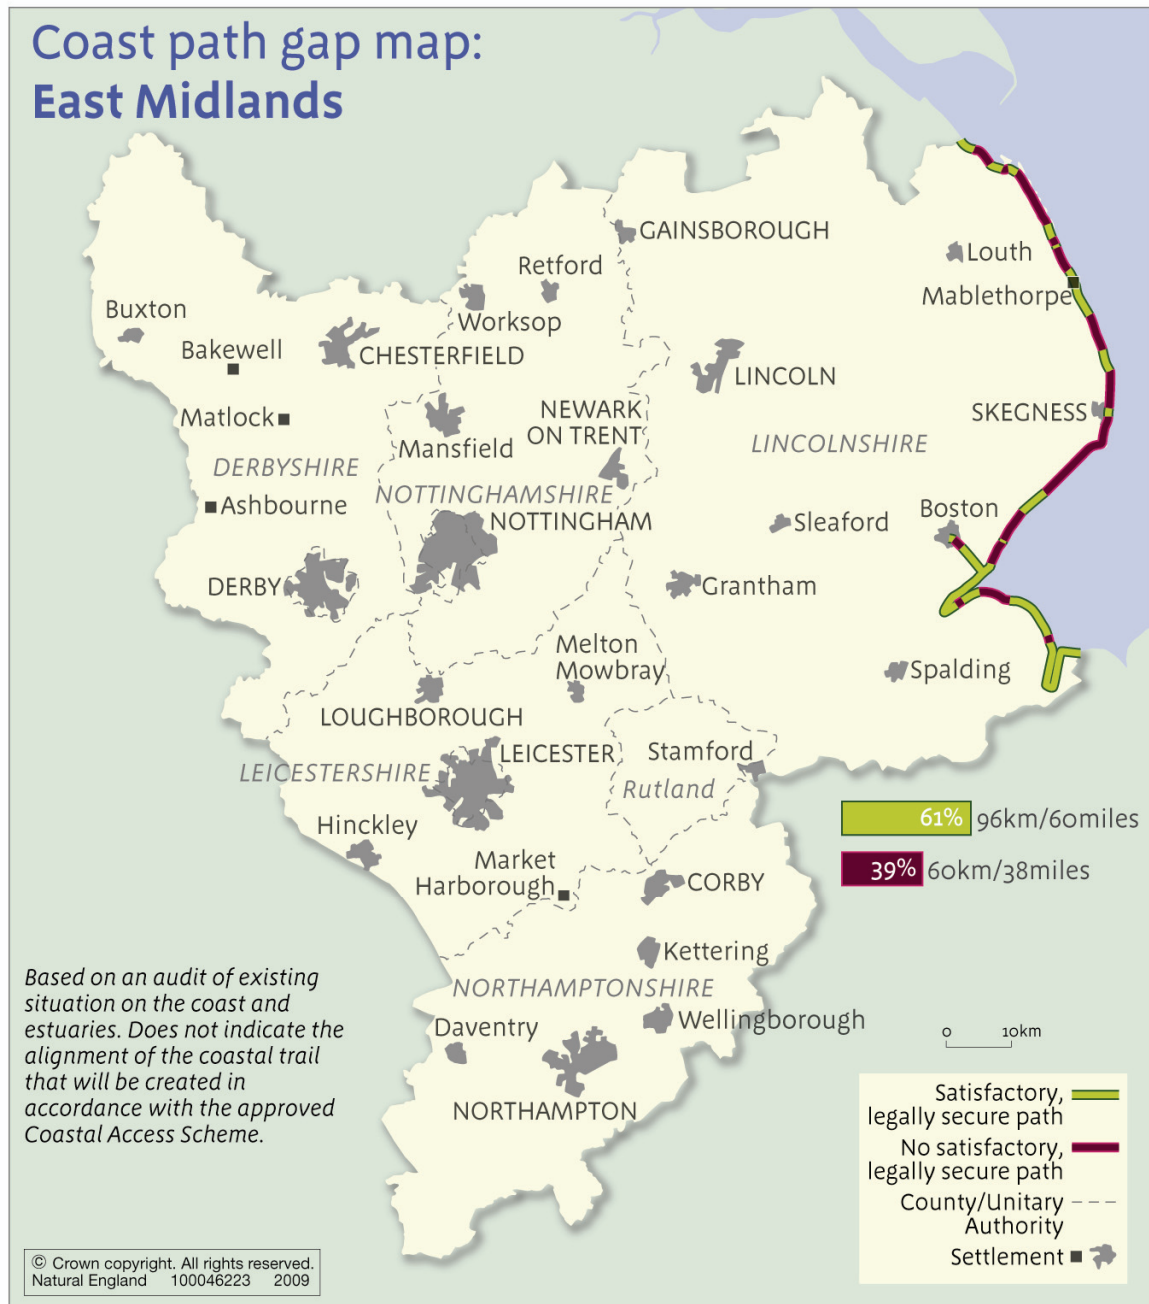 Coast path gap map:
East Midlands
GAINSBOROUGH
Louth
Retford
Mablethorpe
Buxton
Worksop
Bakewell
CHESTERFIELD
LINCOLN
NEWARK
ON TRENT
SKEGNESS
Matlock
Mansfield
LINCOLNSHIRE
DERBYSHIRE
NOTTINGHAMSHIRE
Ashbourne
NOTTINGHAM
Sleaford
Boston
DERBY
Grantham
Melton
Mowbray
Spalding
LOUGHBOROUGH
LEICESTER
Stamford
LEICESTERSHIRE
Rutland
61% 96km/60miles
Hinckley
39% 60km/38miles
Market
Harborough
CORBY
Kettering
NORTHAMPTONSHIRE
Wellingborough
Daventry
NORTHAMPTON
Based on an audit of existing
situation on the coast and
estuaries. Does not indicate the
alignment of the coastal trail
that will be created in
accordance with the approved
Coastal Access Scheme.
0 10km
Satisfactory,
legally secure path
No satisfactory,
legally secure path
County/Unitary
Authority
Settlement
© Crown copyright. All rights reserved.
Natural England 100046223 2009